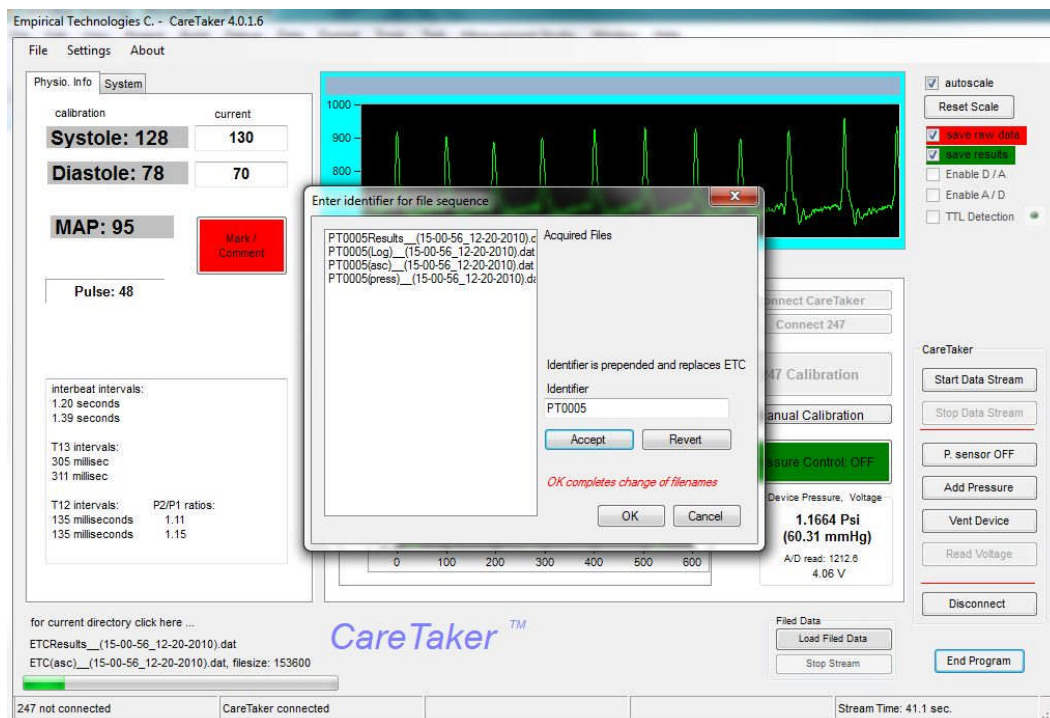 Empirical Technologies C. - CareTaker 4.0.1.6
File Settings About
Physio. Info System
calibration current
Systole: 128 130
Diastole: 78 70
MAP: 95
Mark /
Comment
Pulse: 48
interbeat intervals:
1.20 seconds
1.39 seconds
T13 intervals:
305 millisec
311 millisec
T12 intervals: P2/P1 ratios:
135 milliseconds 1.11
135 milliseconds 1.15
1000
900
800
Enter identifier for file sequence
PT0005Results__(15-00-56_12-20-2010).d
PT0005(Log)__(15-00-56_12-20-2010).dat
PT0005(asc)__(15-00-56_12-20-2010).dat
PT0005(press)__(15-00-56_12-20-2010).da
Acquired Files
Identifier is prepended and replaces ETC
Identifier
PT0005
Accept Revert
OK completes change of filenames
OK Cancel
0 100 200 300 400 500 600
onnect CareTaker
Connect 247
47 Calibration
anual Calibration
ssure Control: OFF
Device Pressure, Voltage
1.1664 Psi
(60.31 mmHg)
A/D read: 1212.6
4.06 V
autoscale
Reset Scale
save raw data
save results
Enable D / A
Enable A / D
TTL Detection
CareTaker
Start Data Stream
Stop Data Stream
P. sensor OFF
Add Pressure
Vent Device
Read Voltage
Disconnect
for current directory click here ...
ETCResults__(15-00-56_12-20-2010).dat
ETC(asc)__(15-00-56_12-20-2010).dat, filesize: 153600
CareTaker TM
Filed Data
Load Filed Data
Stop Stream
End Program
247 not connected CareTaker connected Stream Time: 41.1 sec.